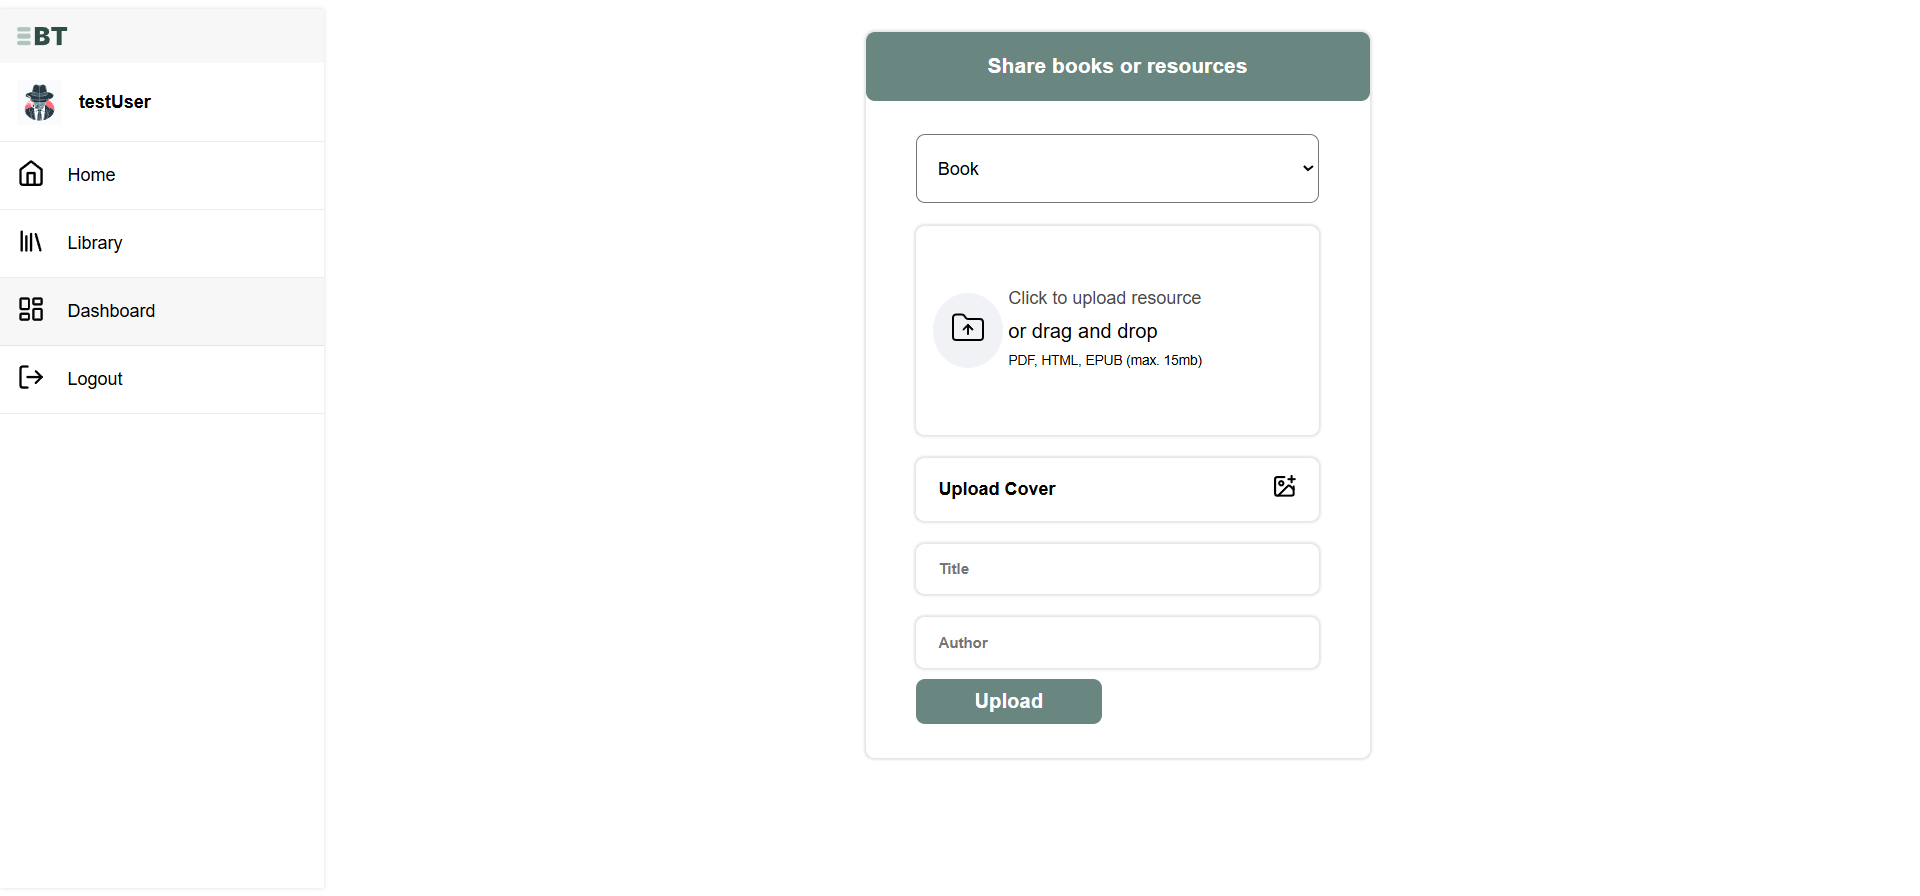 BT
testUser
Home
Library
Dashboard
Logout
Share books or resources
Book
Click to upload resource
or drag and drop
PDF, HTML, EPUB (max. 15mb)
Upload Cover
Title
Author
Upload